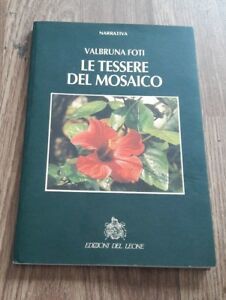 NARRATIVA
VALBRUNA FOTI
LE TESSERE
DEL MOSAICO
EDIZIONI DEL LEONE